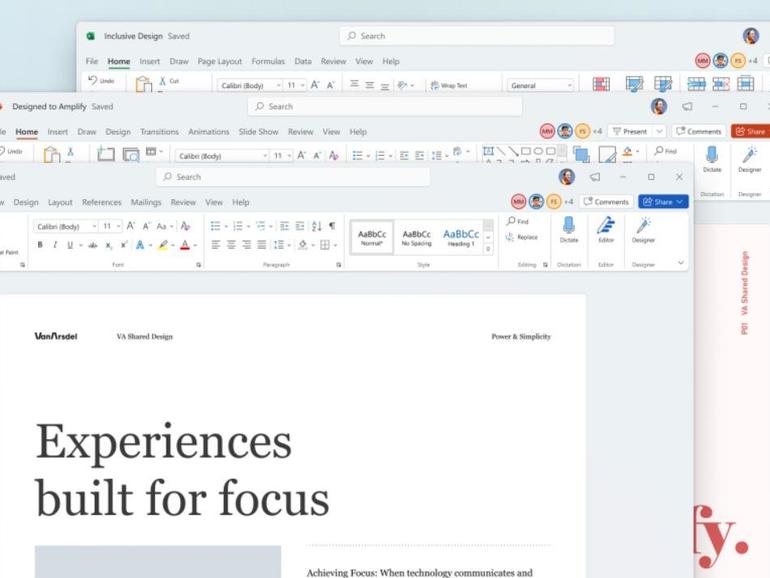 Inclusive Design Saved
Search
File Home Insert Draw Page Layout Formulas Data Review View Help
MM FS +4
Undo Cut Calibri (Body) 11 A A Wrap Text General
Designed to Amplify Saved
Search
Home Insert Draw Design Transitions Animations Slide Show Review View Help
MM FS +4 Present Comments Share
Undo Calibri (Body) 11 A A Find Dictate Designer
Dictation Designer
Search
Design Layout References Mailings Review View Help
MM FS +4 Comments Share
Calibri (Body) 11 A A Aa
AaBbCc AaBbCc AaBbCc
Normal* No Spacing Heading 1
Find
Replace
Dictate Editor Designer
B I U ab x x A A
Paint
Font Paragraph Style Editing Dictation Editor Designer
P01 VA Shared Design
VanArsdel VA Shared Design Power & Simplicity
Experiences
built for focus
fy.
Achieving Focus: When technology communicates and